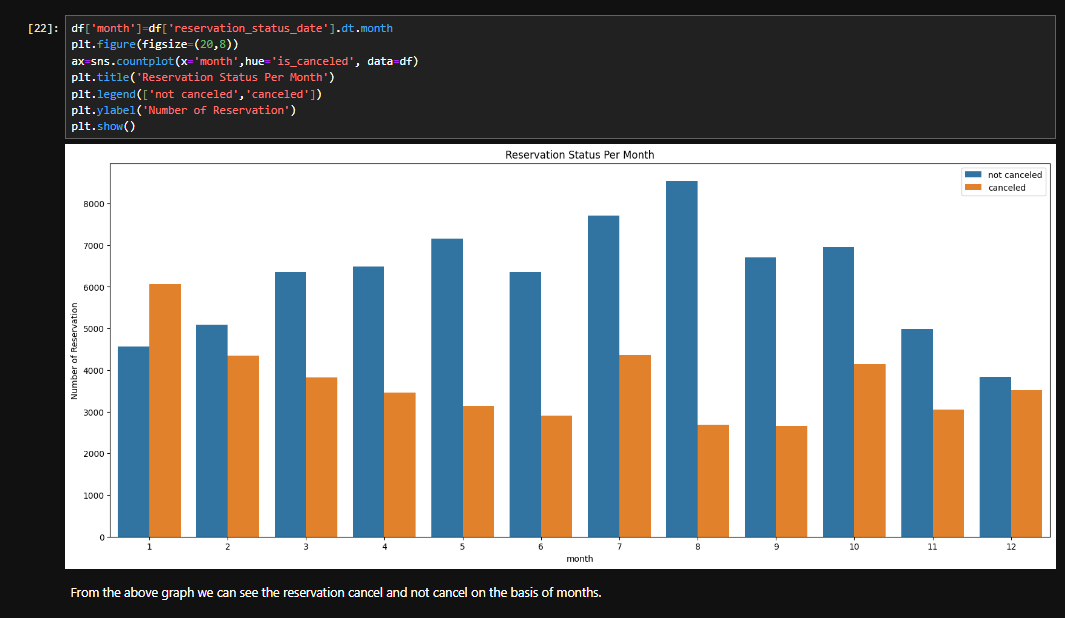 [22]: df['month']=df['reservation_status_date'].dt.month
plt.figure(figsize=(20,8))
ax=sns.countplot(x='month',hue='is_canceled', data=df)
plt.title('Reservation Status Per Month')
plt.legend(['not canceled','canceled'])
plt.ylabel('Number of Reservation')
plt.show()
Reservation Status Per Month
not canceled
canceled
Number of Reservation
8000
7000
6000
5000
4000
3000
2000
1000
0
1 2 3 4 5 6 7 8 9 10 11 12
month
From the above graph we can see the reservation cancel and not cancel on the basis of months.